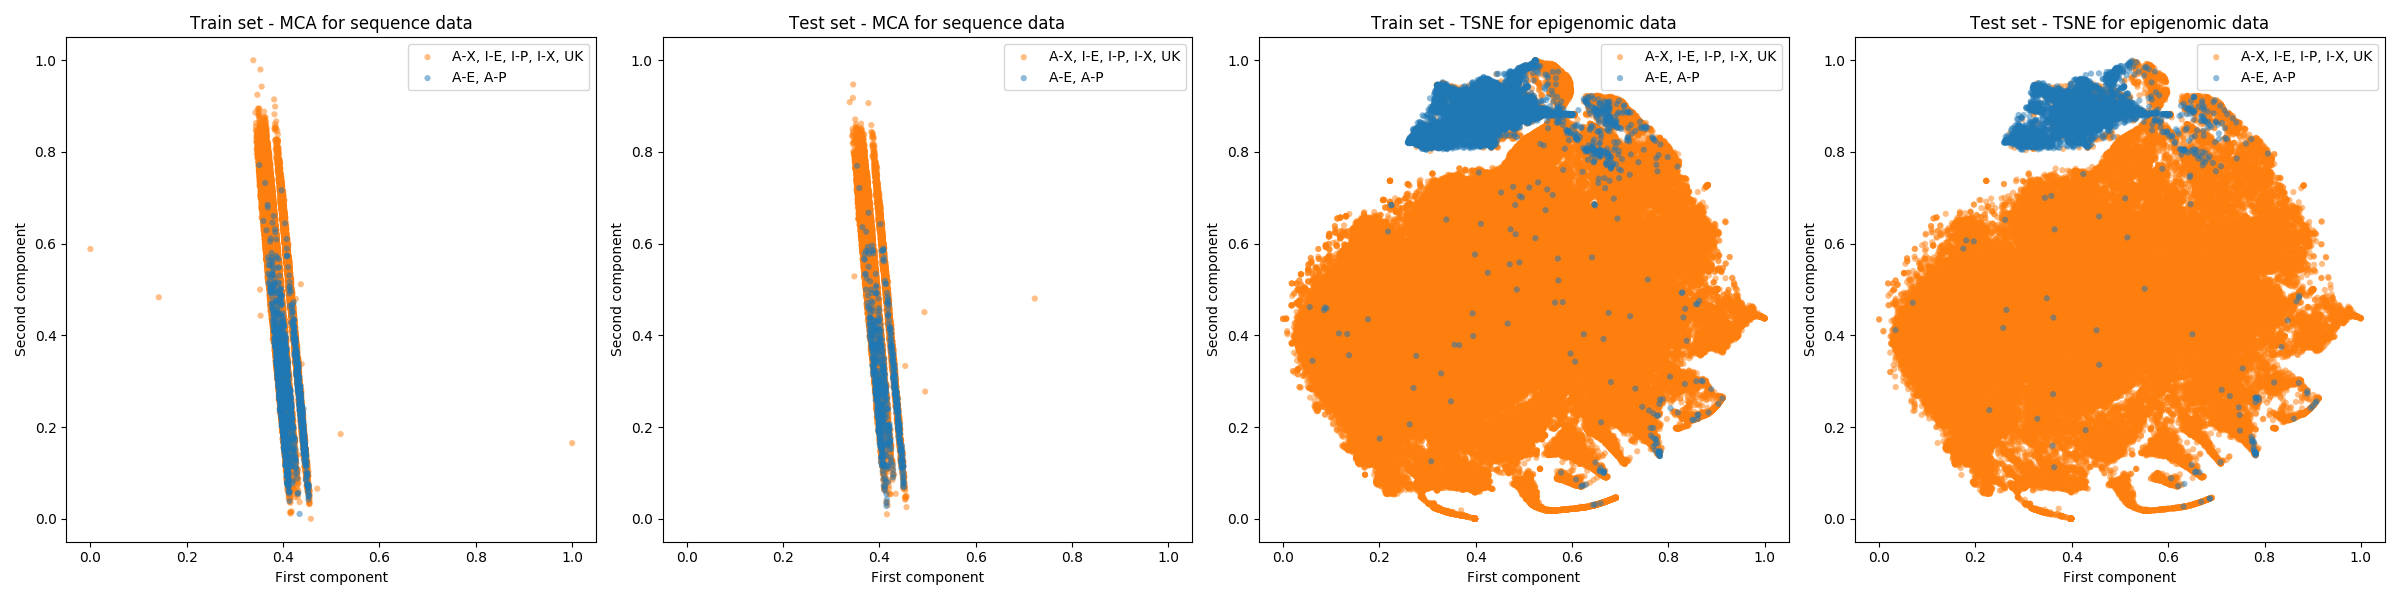 Train set - MCA for sequence data
A-X, I-E, I-P, I-X, UK
A-E, A-P
1.0
0.8
0.6
0.4
0.2
0.0
Second component
0.0 0.2 0.4 0.6 0.8 1.0
First component
Test set - MCA for sequence data
A-X, I-E, I-P, I-X, UK
A-E, A-P
1.0
0.8
0.6
0.4
0.2
0.0
Second component
0.0 0.2 0.4 0.6 0.8 1.0
First component
Train set - TSNE for epigenomic data
A-X, I-E, I-P, I-X, UK
A-E, A-P
1.0
0.8
0.6
0.4
0.2
0.0
Second component
0.0 0.2 0.4 0.6 0.8 1.0
First component
Test set - TSNE for epigenomic data
A-X, I-E, I-P, I-X, UK
A-E, A-P
1.0
0.8
0.6
0.4
0.2
0.0
Second component
0.0 0.2 0.4 0.6 0.8 1.0
First component